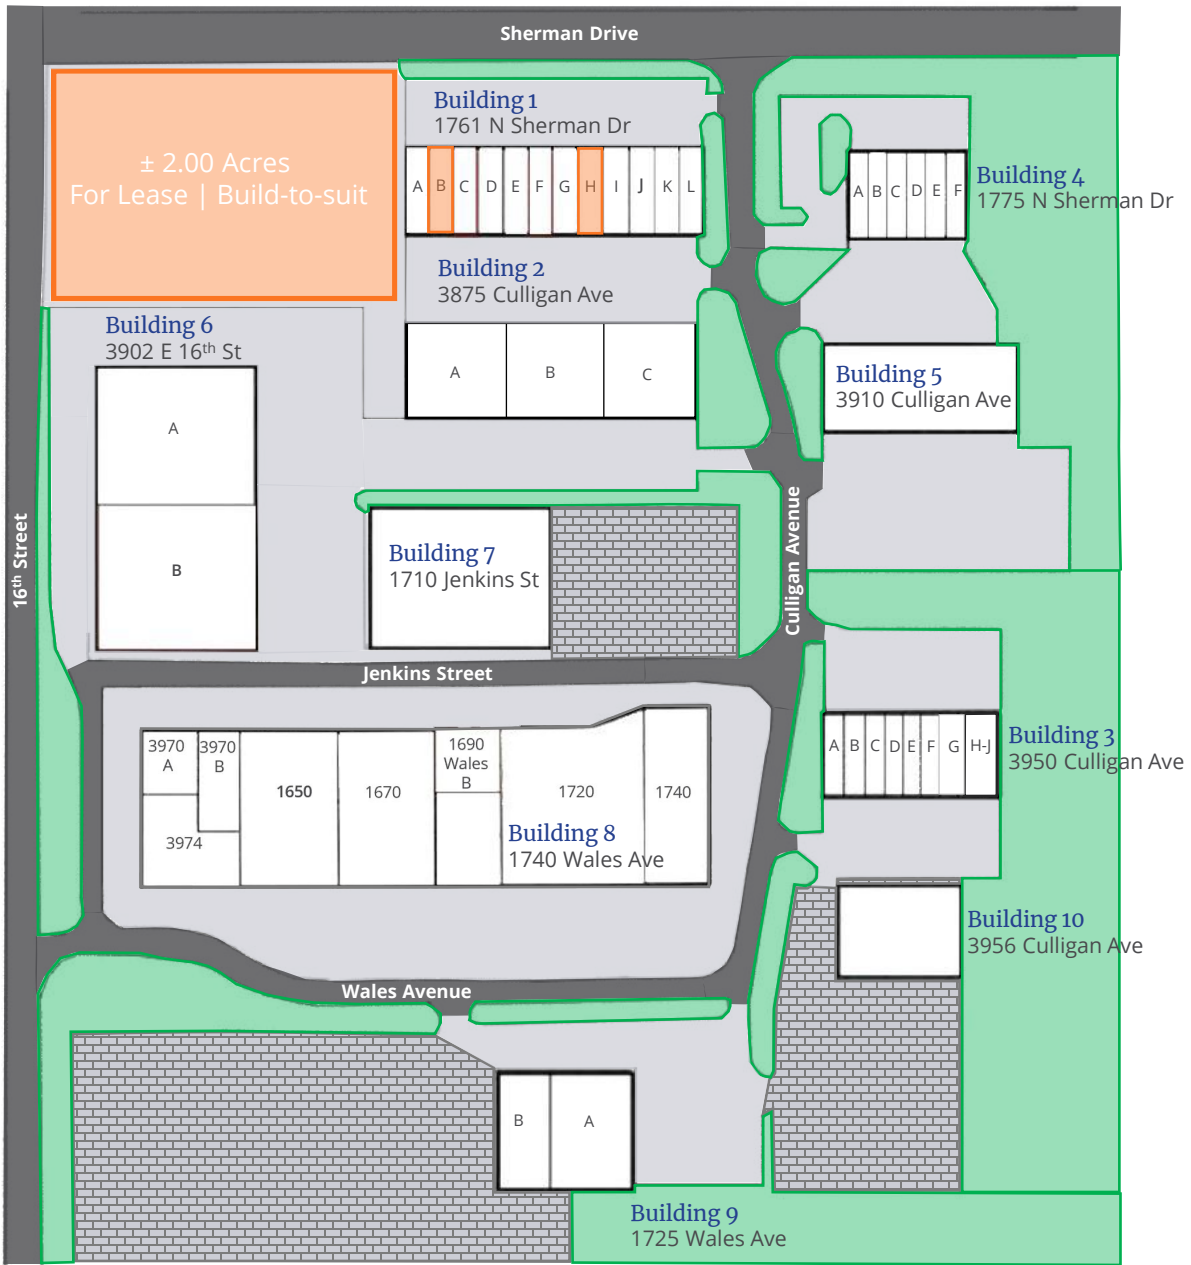 Sherman Drive
± 2.00 Acres
For Lease | Build-to-suit
Building 1
1761 N Sherman Dr
A B C D E F G H I J K L
Building 4
1775 N Sherman Dr
A B C D E F
Building 2
3875 Culligan Ave
A B C
Building 6
3902 E 16th St
A
B
Building 5
3910 Culligan Ave
16th Street
Culligan Avenue
Building 7
1710 Jenkins St
Jenkins Street
Building 3
3950 Culligan Ave
A B C D E F G H-J
3970
A
3970
B
3974
1650
1670
1690
Wales
B
1720
1740
Building 8
1740 Wales Ave
Building 10
3956 Culligan Ave
Wales Avenue
B A
Building 9
1725 Wales Ave